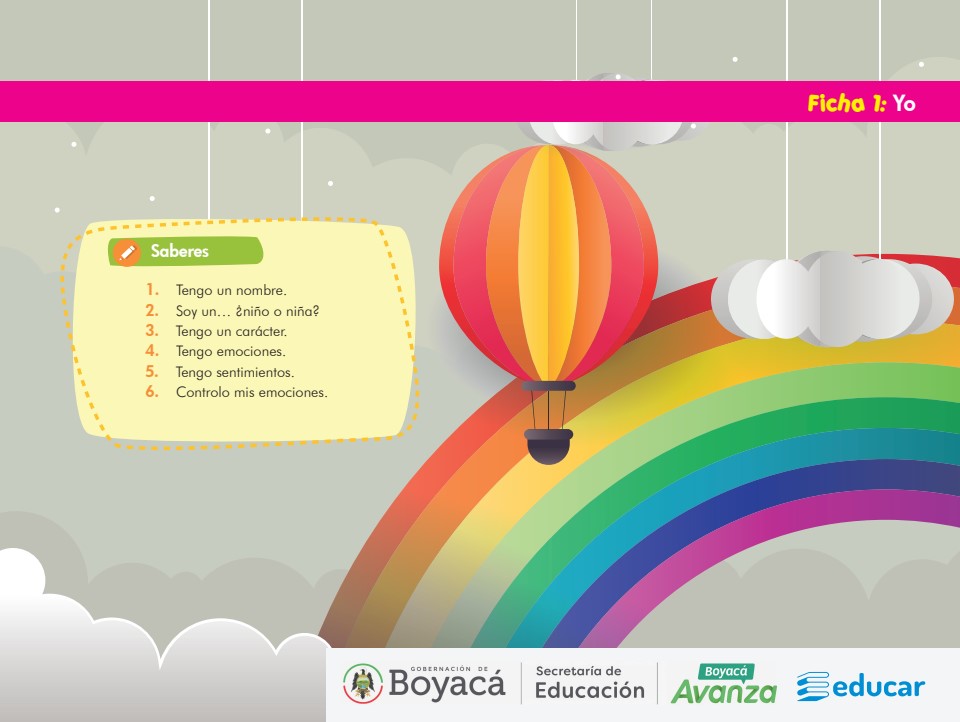 Ficha 1: Yo
Saberes
1. Tengo un nombre.
2. Soy un... ¿niño o niña?
3. Tengo un carácter.
4. Tengo emociones.
5. Tengo sentimientos.
6. Controlo mis emociones.
GOBERNACIÓN DE
Boyacá
Secretaría de
Educación
Boyacá
Avanza
educar